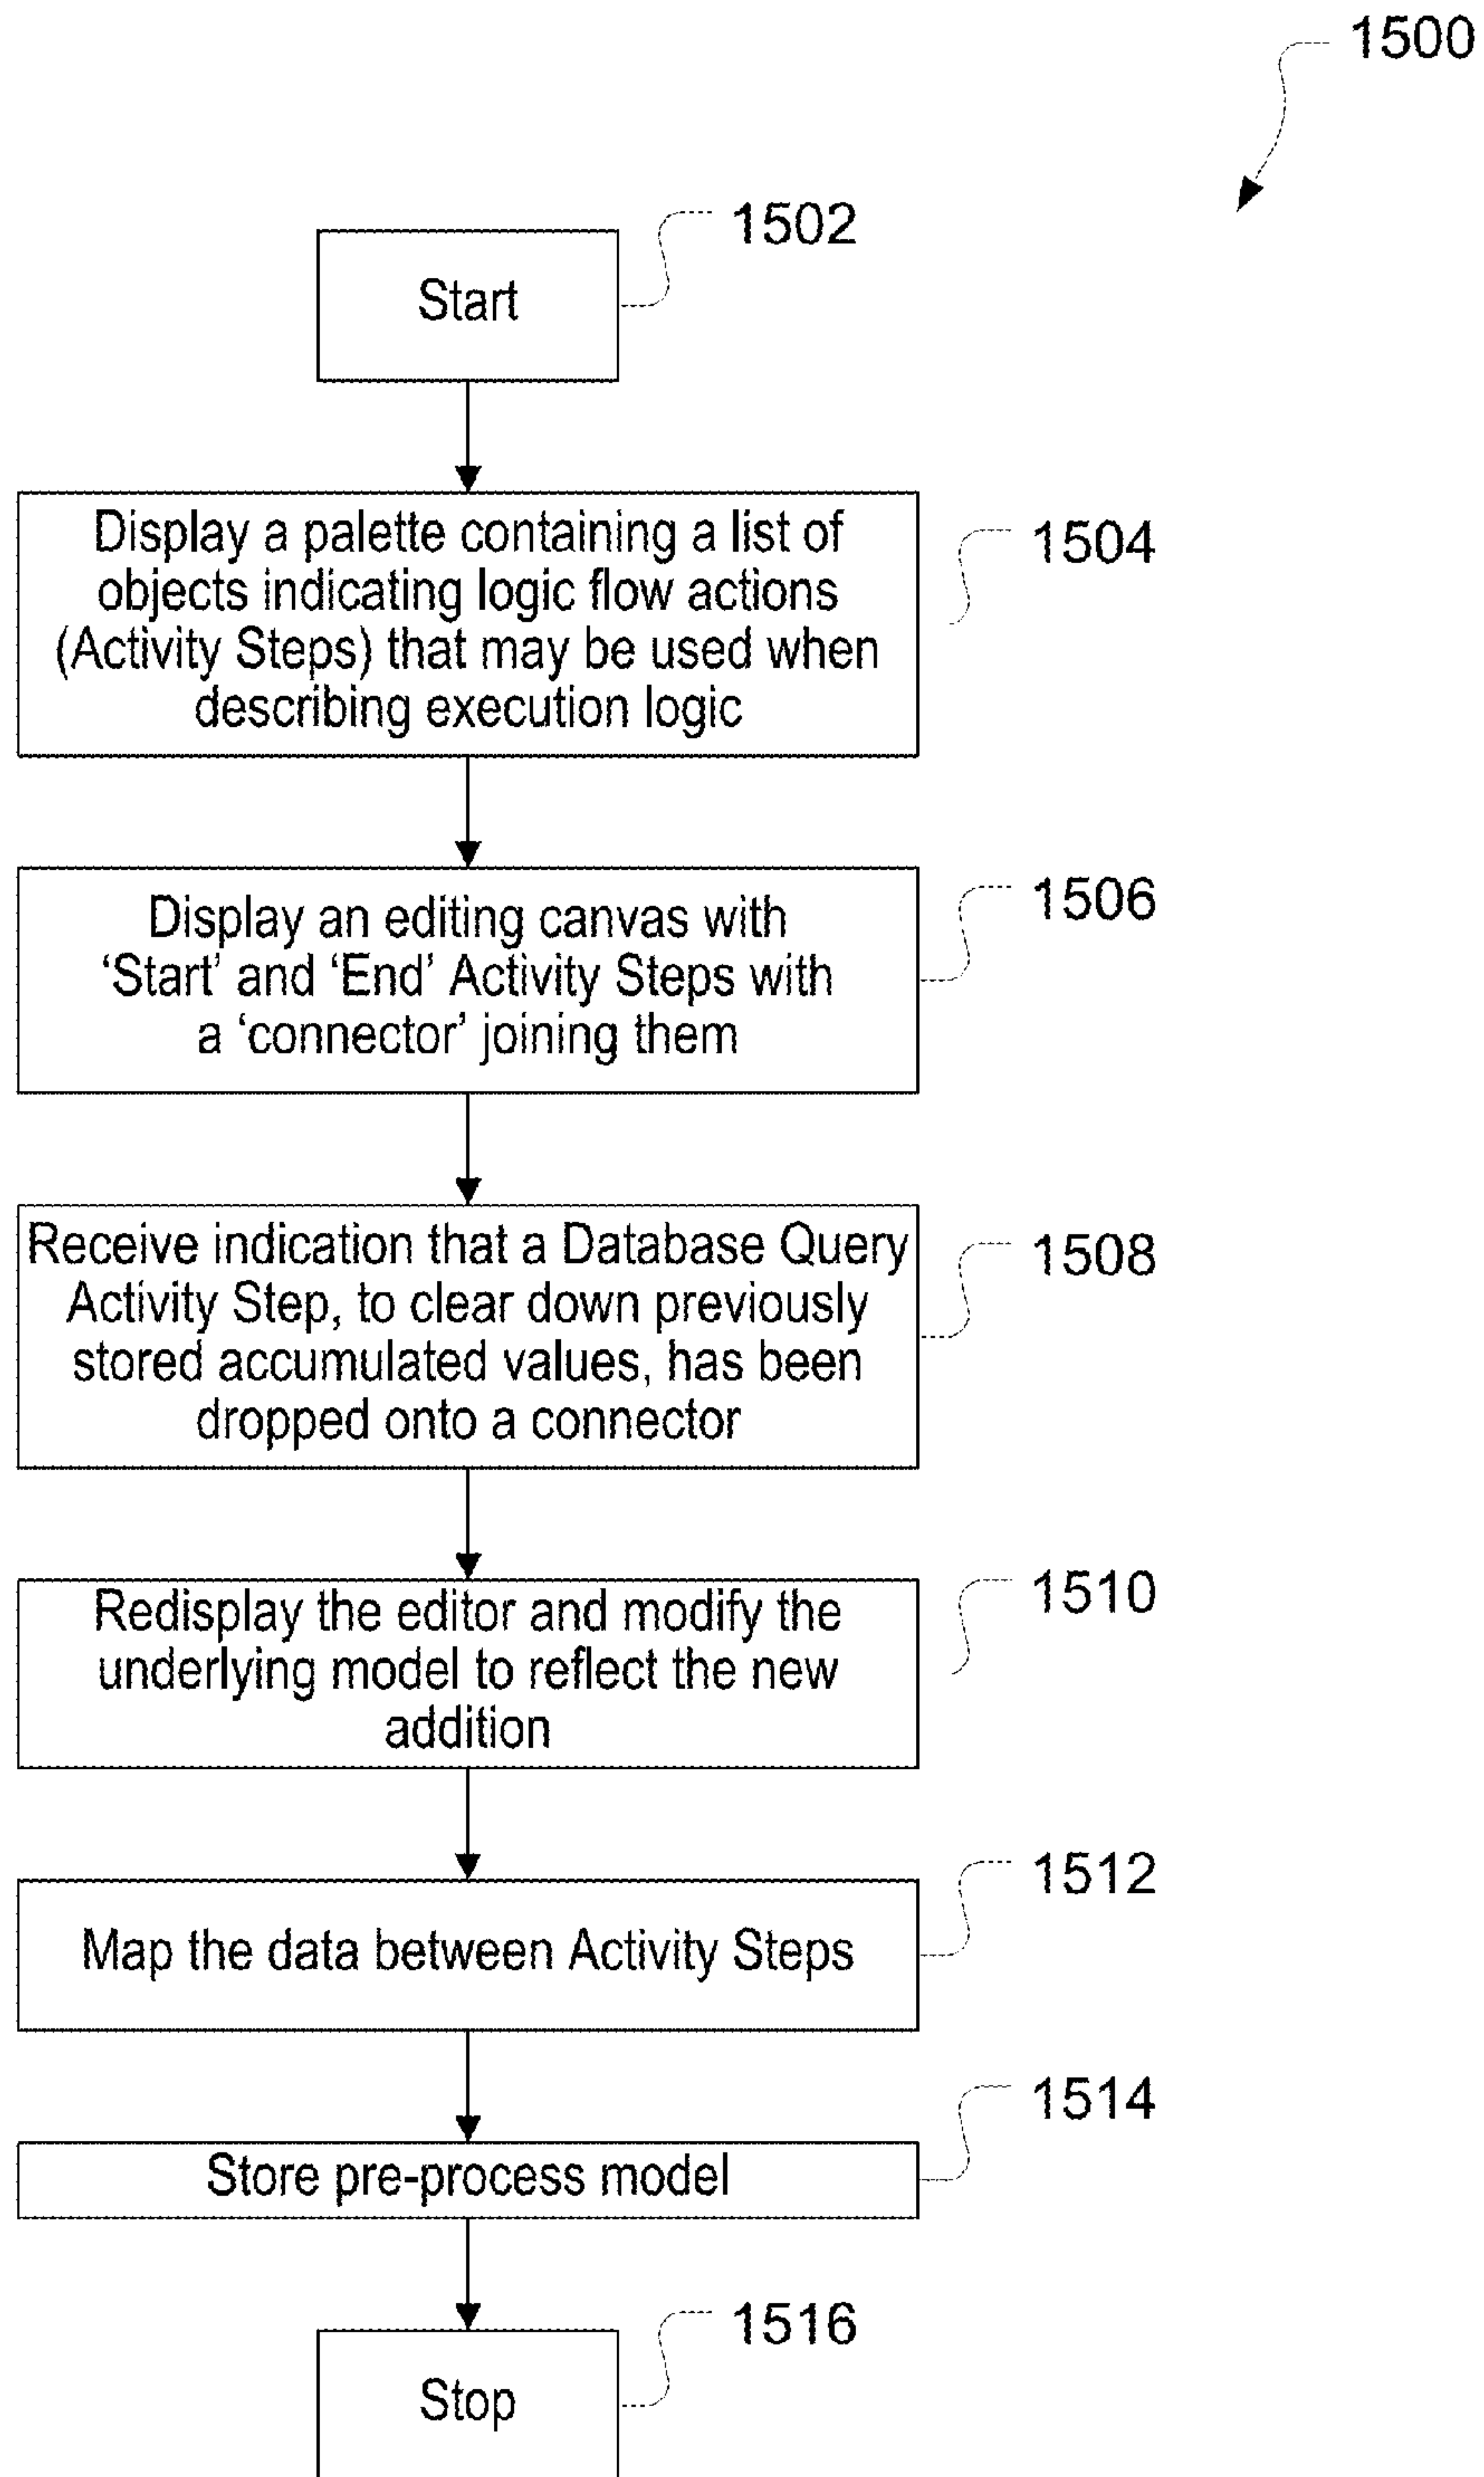 1500
1502
Start
Display a palette containing a list of
objects indicating logic flow actions
(Activity Steps) that may be used when
describing execution logic
1504
Display an editing canvas with
‘Start’ and ‘End’ Activity Steps with
a ‘connector’ joining them
1506
Receive indication that a Database Query
Activity Step, to clear down previously
stored accumulated values, has been
dropped onto a connector
1508
Redisplay the editor and modify the
underlying model to reflect the new
addition
1510
Map the data between Activity Steps
1512
Store pre-process model
1514
Stop
1516